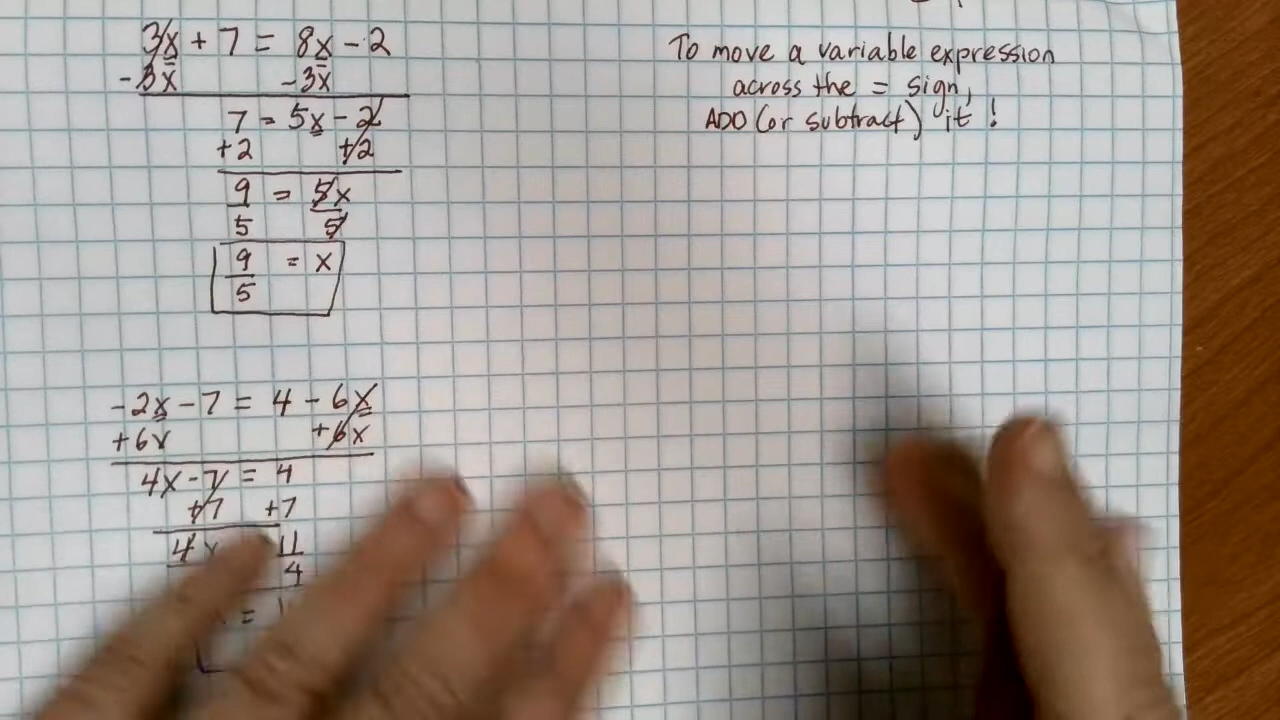 3x + 7 = 8x - 2
-3x -3x
7 = 5x - 2
+2 +2
9 = 5x
5 5
9 = x
5
To move a variable expression
across the = sign,
ADD (or subtract) it!
-2x - 7 = 4 - 6x
+6x +6x
4x - 7 = 4
+7 +7
4x 11
4
=